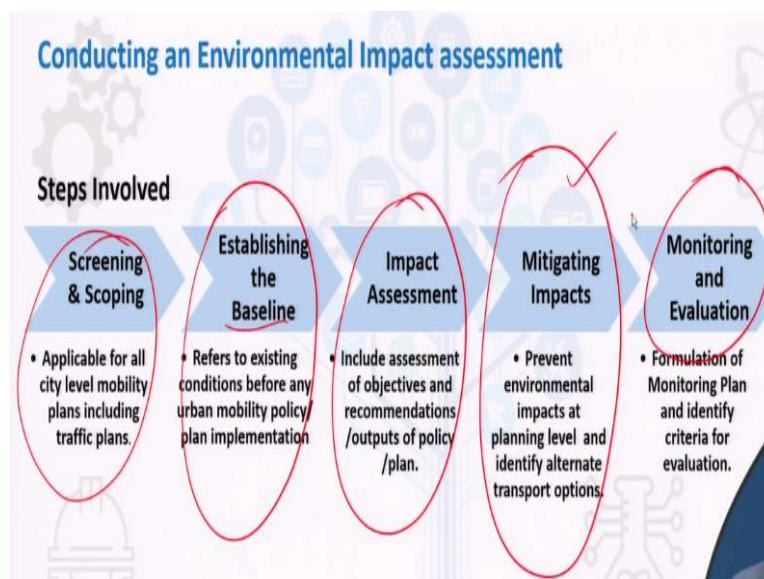 Conducting an Environmental Impact assessment
Steps Involved
Screening
& Scoping
• Applicable for all
city level mobility
plans including
traffic plans.
Establishing
the
Baseline
• Refers to existing
conditions before any
urban mobility policy/
plan implementation
Impact
Assessment
• Include assessment
of objectives and
recommendations
/outputs of policy
/plan.
Mitigating
Impacts
• Prevent
environmental
impacts at
planning level and
identify alternate
transport options.
Monitoring
and
Evaluation
• Formulation of
Monitoring Plan
and identify
criteria for
evaluation.